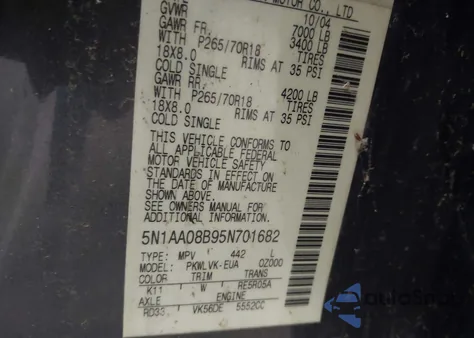 MOTOR CO., LTD
10/04
GVWR 7000 LB
GAWR FR. 3400 LB
WITH P265/70R18 TIRES
18X8.0 RIMS AT 35 PSI
COLD SINGLE
GAWR RR. 4200 LB
WITH P265/70R18 TIRES
18X8.0 RIMS AT 35 PSI
COLD SINGLE
THIS VEHICLE CONFORMS TO
ALL APPLICABLE FEDERAL
MOTOR VEHICLE SAFETY
STANDARDS IN EFFECT ON
THE DATE OF MANUFACTURE
SEE OWNERS MANUAL FOR
ADDITIONAL INFORMATION
5N1AA08B95N701682
TYPE: MPV 442 L
MODEL: PKWLVK-EUA OZ000
COLOR TRIM TRANS
K11 W RE5R05A
AXLE ENGINE
RD33 VK56DE 5552CC